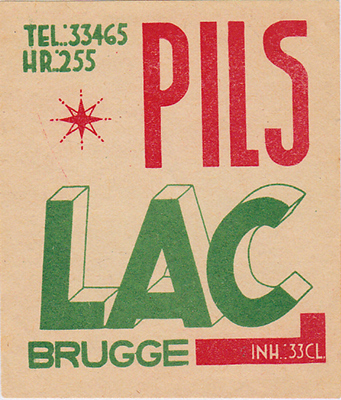 TEL.:33465
HR.:255
PILS
LAC
BRUGGE
INH.:33CL.